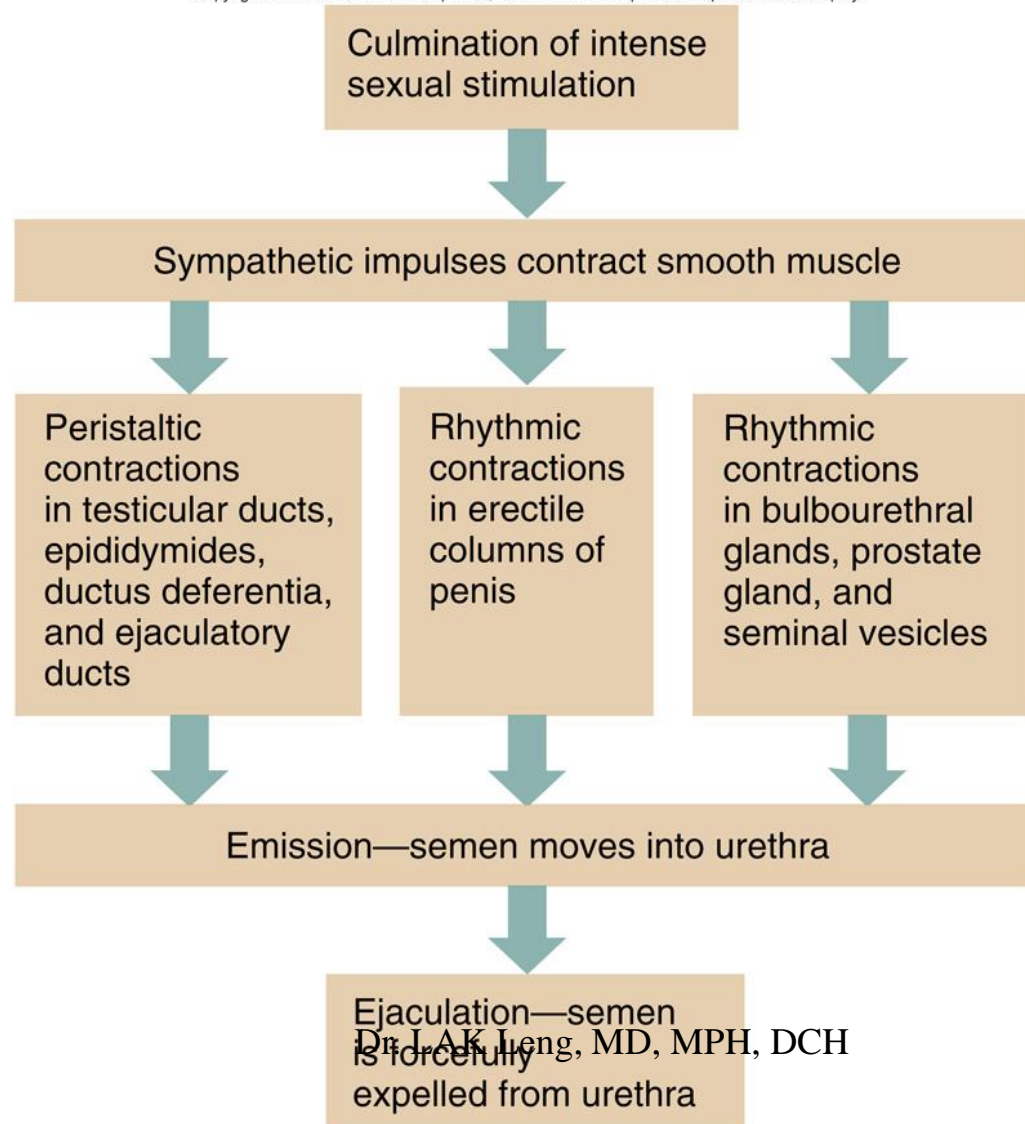 Culmination of intense
sexual stimulation
Sympathetic impulses contract smooth muscle
Peristaltic
contractions
in testicular ducts,
epididymides,
ductus deferentia,
and ejaculatory
ducts
Rhythmic
contractions
in erectile
columns of
penis
Rhythmic
contractions
in bulbourethral
glands, prostate
gland, and
seminal vesicles
Emission—semen moves into urethra
Ejaculation—semen
is forcefully
expelled from urethra
Dr. LAK Leng, MD, MPH, DCH